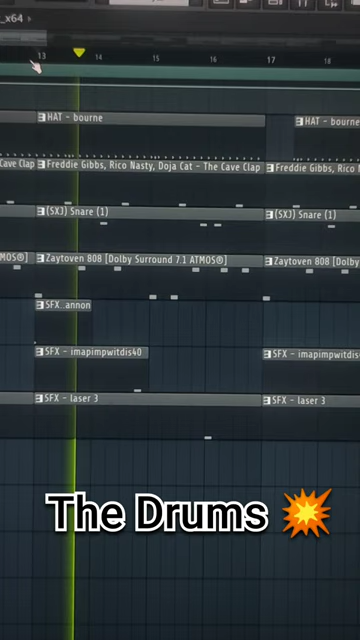 _x64
13 14 15 16 17 18
HAT - bourne HAT - bourne
Cave Clap Freddie Gibbs, Rico Nasty, Doja Cat - The Cave Clap Freddie Gibbs, Rico
(SXJ) Snare (1) (SXJ) Snare (1)
MOS®] Zaytoven 808 [Dolby Surround 7.1 ATMOS®] Zaytoven 808 [Dolby
SFX..annon
SFX - imapimpwitdis40 SFX - imapimpwitdis
SFX - laser 3 SFX - laser 3
The Drums 💥